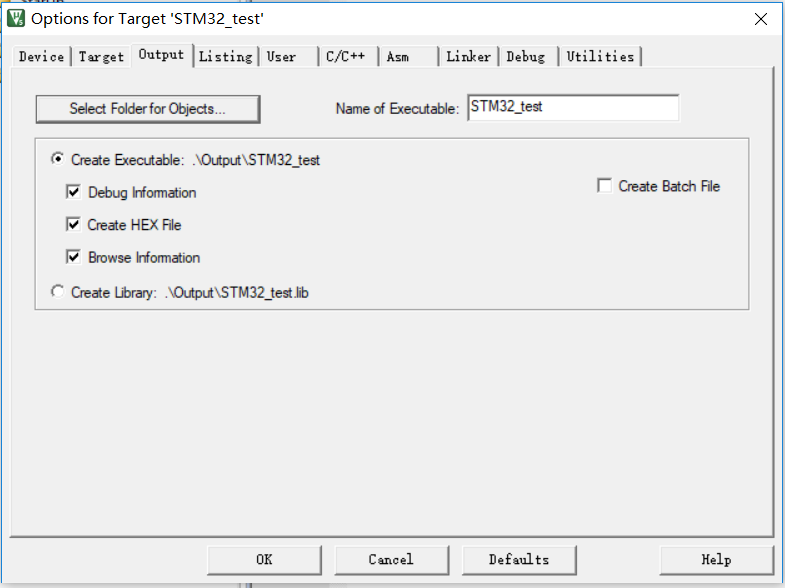 Options for Target 'STM32_test'
Device Target Output Listing User C/C++ Asm Linker Debug Utilities
Select Folder for Objects... Name of Executable: STM32_test
Create Executable: .\Output\STM32_test
Debug Information Create Batch File
Create HEX File
Browse Information
Create Library: .\Output\STM32_test.lib
OK Cancel Defaults Help